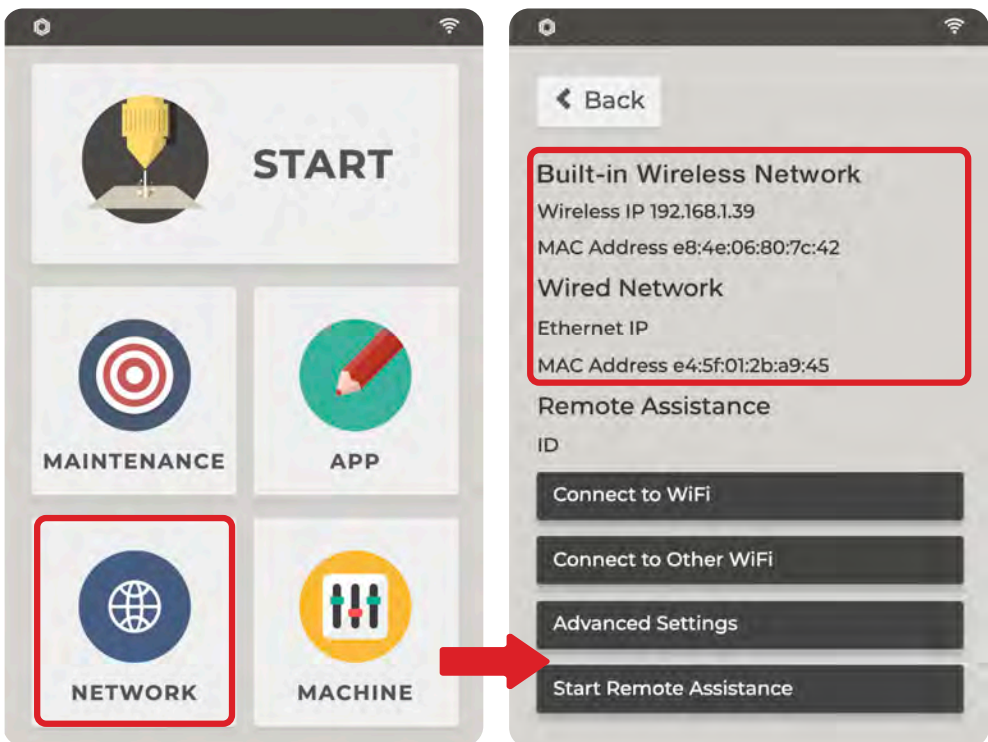 START
MAINTENANCE
APP
NETWORK
MACHINE
Back
Built-in Wireless Network
Wireless IP 192.168.1.39
MAC Address e8:4e:06:80:7c:42
Wired Network
Ethernet IP
MAC Address e4:5f:01:2b:a9:45
Remote Assistance
ID
Connect to WiFi
Connect to Other WiFi
Advanced Settings
Start Remote Assistance